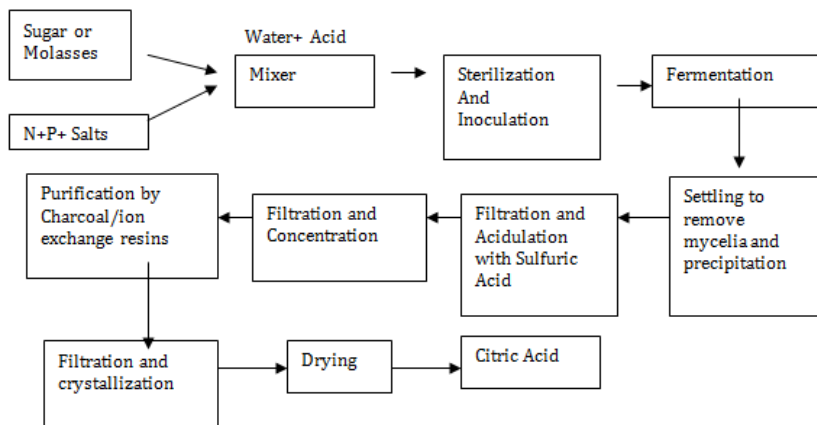 Sugar or
Molasses
Water+ Acid
Mixer
N+P+ Salts
Sterilization
And
Inoculation
Fermentation
Settling to
remove
mycelia and
precipitation
Filtration and
Acidulation
with Sulfuric
Acid
Filtration and
Concentration
Purification by
Charcoal/ion
exchange resins
Filtration and
crystallization
Drying
Citric Acid